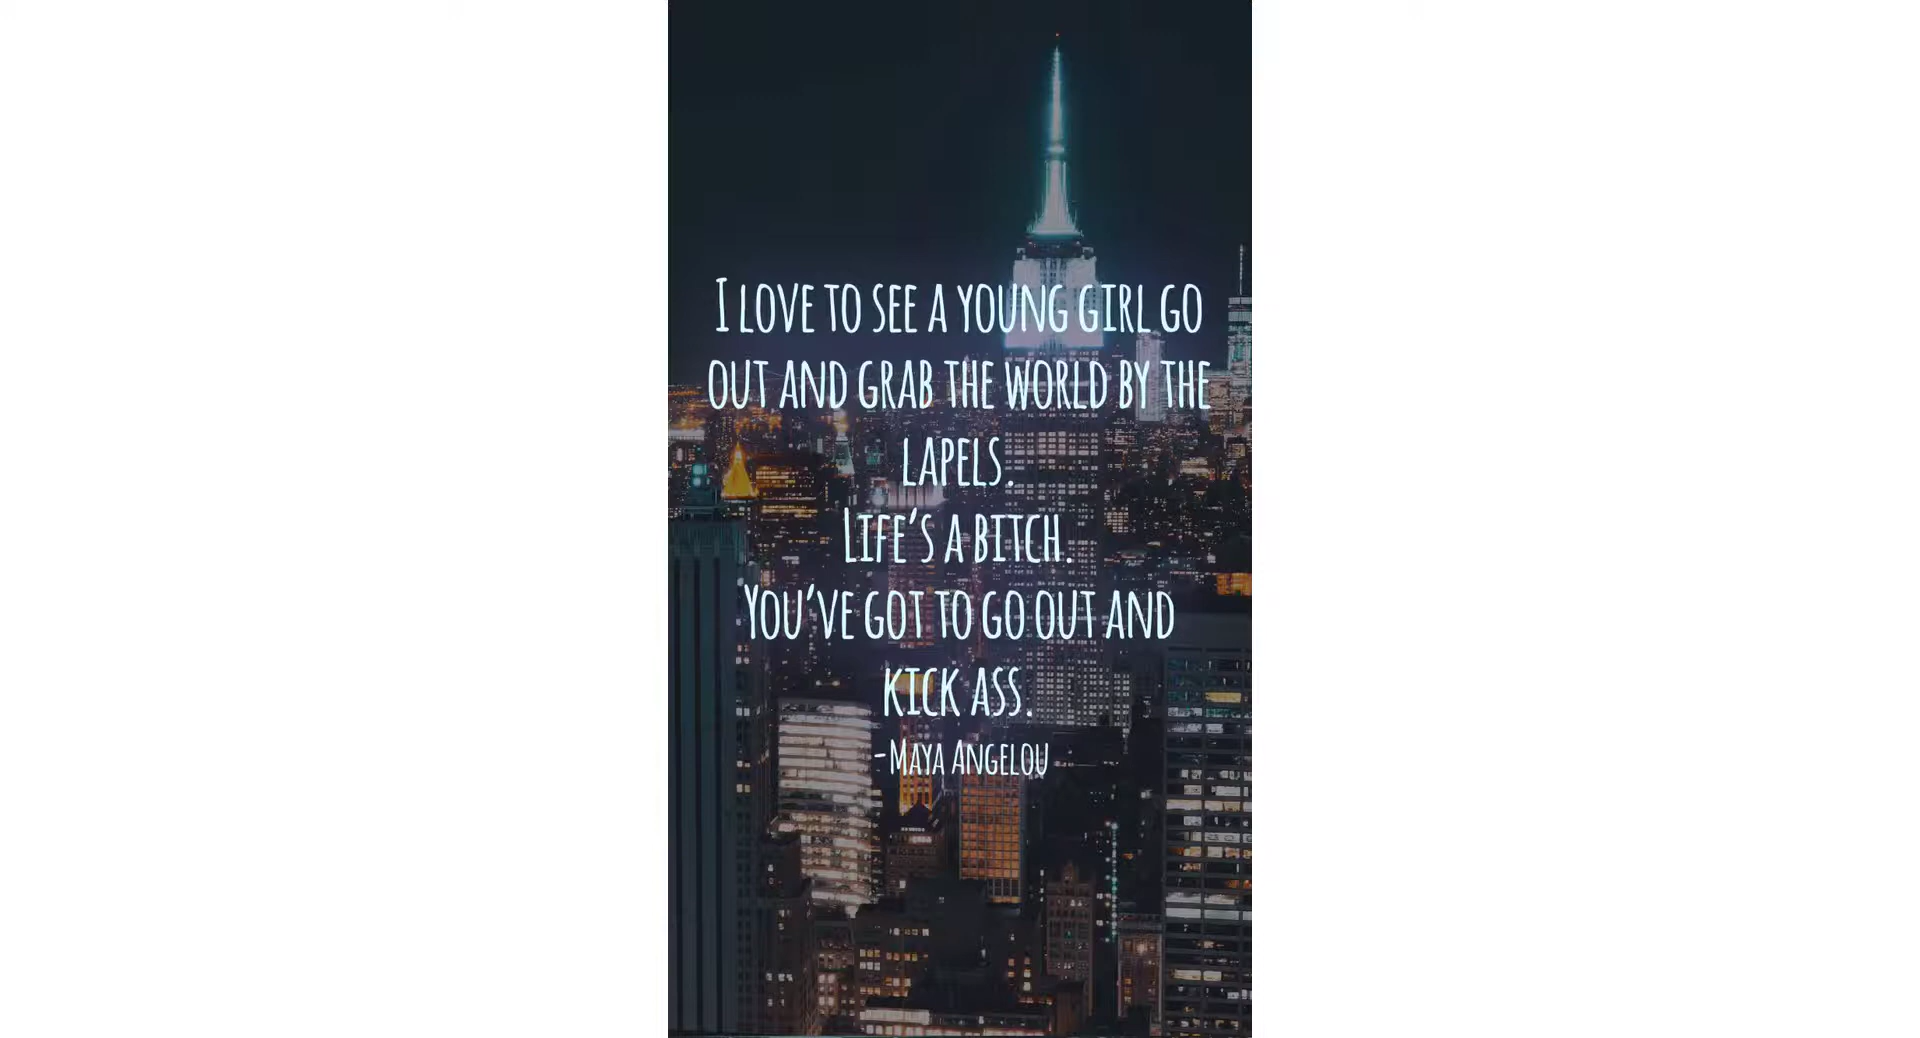 I LOVE TO SEE A YOUNG GIRL GO
OUT AND GRAB THE WORLD BY THE
LAPELS.
LIFE'S A BITCH.
YOU'VE GOT TO GO OUT AND
KICK ASS.
-MAYA ANGELOU